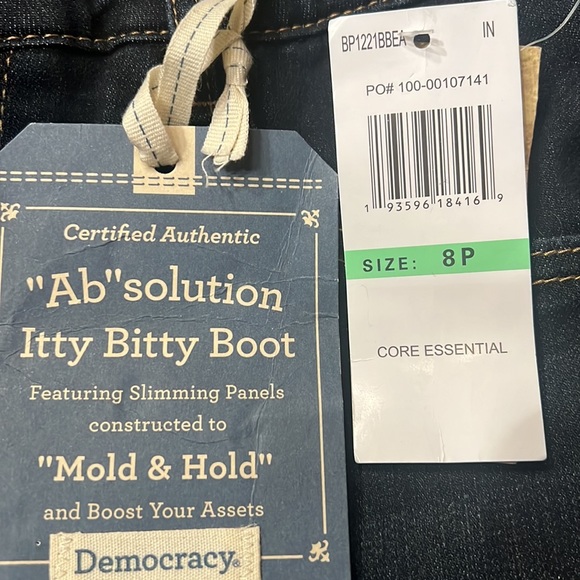 Certified Authentic
"Ab"solution
Itty Bitty Boot
Featuring Slimming Panels
constructed to
"Mold & Hold"
and Boost Your Assets
Democracy®
BP1221BBEA IN
PO# 100-00107141
1 93596 18416 9
SIZE: 8P
CORE ESSENTIAL